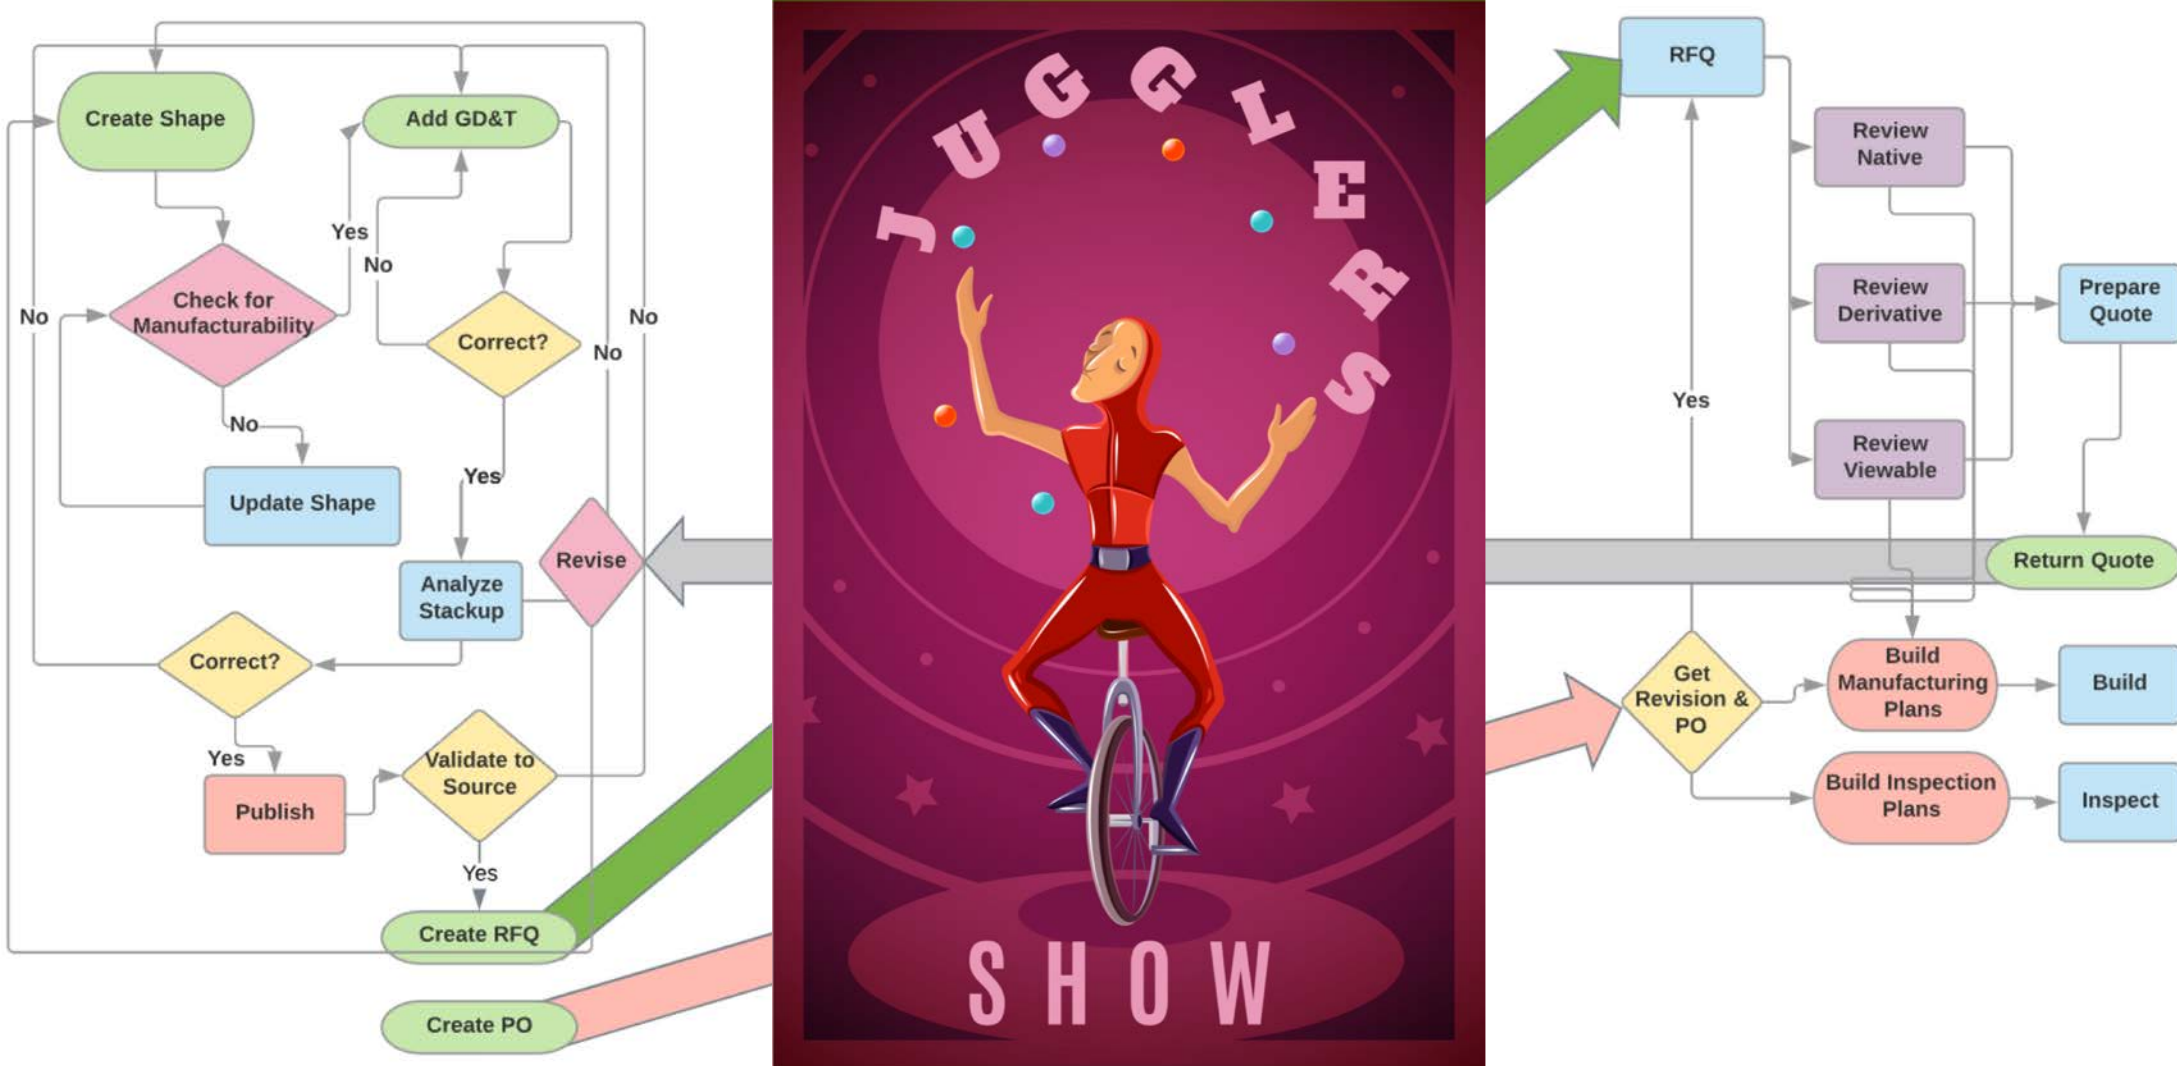 Create Shape
Add GD&T
Yes
No
Check for
Manufacturability
No
No
No
Correct?
No
Update Shape
Yes
Analyze
Stackup
Revise
Correct?
Yes
Publish
Validate to
Source
Yes
Create RFQ
Create PO
JUGGLERS
SHOW
RFQ
Review
Native
Review
Derivative
Prepare
Quote
Yes
Review
Viewable
Return Quote
Get
Revision &
PO
Build
Manufacturing
Plans
Build
Build Inspection
Plans
Inspect